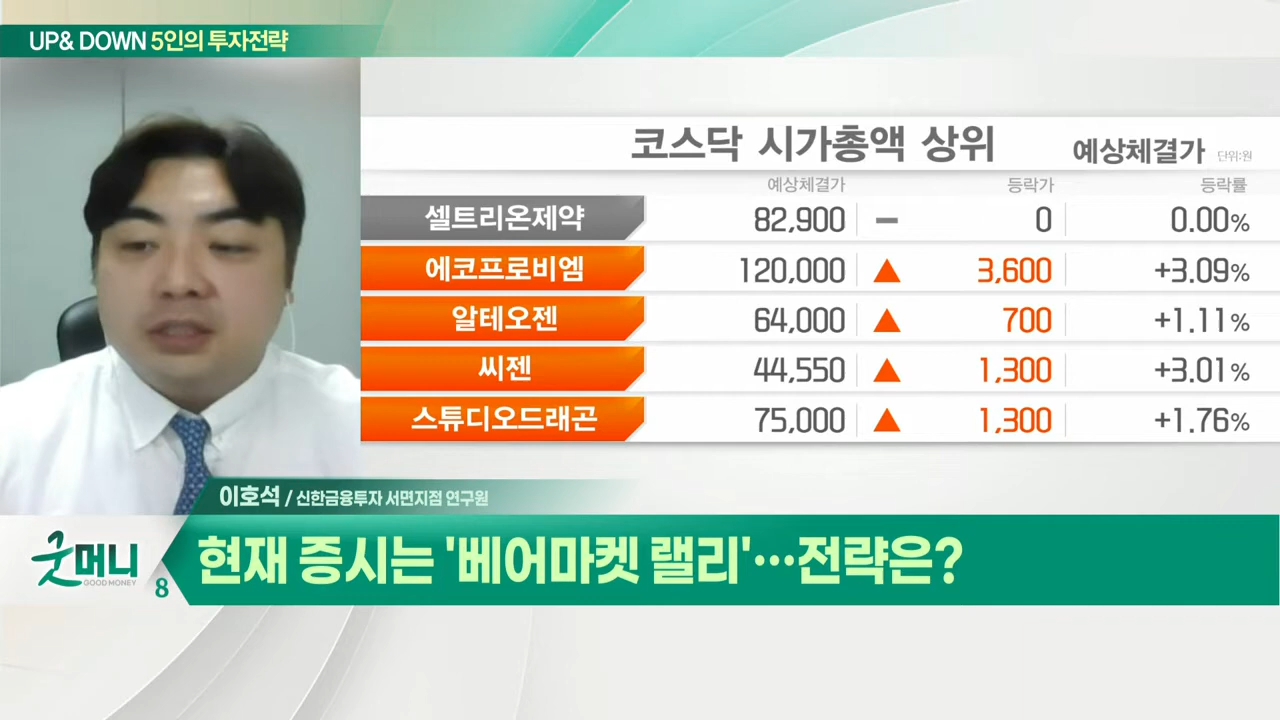 UP& DOWN 5인의 투자전략
코스닥 시가총액 상위 예상체결가 단위:원
예상체결가 등락가 등락률
셀트리온제약 82,900 − 0 0.00%
에코프로비엠 120,000 ▲ 3,600 +3.09%
알테오젠 64,000 ▲ 700 +1.11%
씨젠 44,550 ▲ 1,300 +3.01%
스튜디오드래곤 75,000 ▲ 1,300 +1.76%
이호석 / 신한금융투자 서면지점 연구원
굿머니
GOOD MONEY
8
현재 증시는 '베어마켓 랠리'…전략은?